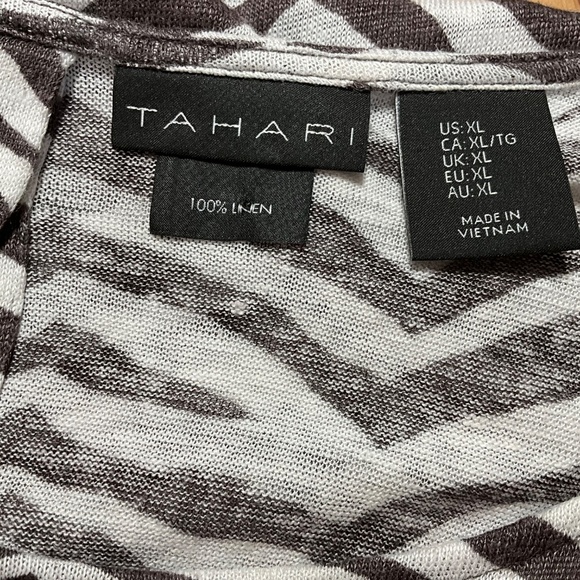 TAHARI
100% LINEN
US: XL
CA: XL/TG
UK: XL
EU: XL
AU: XL
MADE IN
VIETNAM